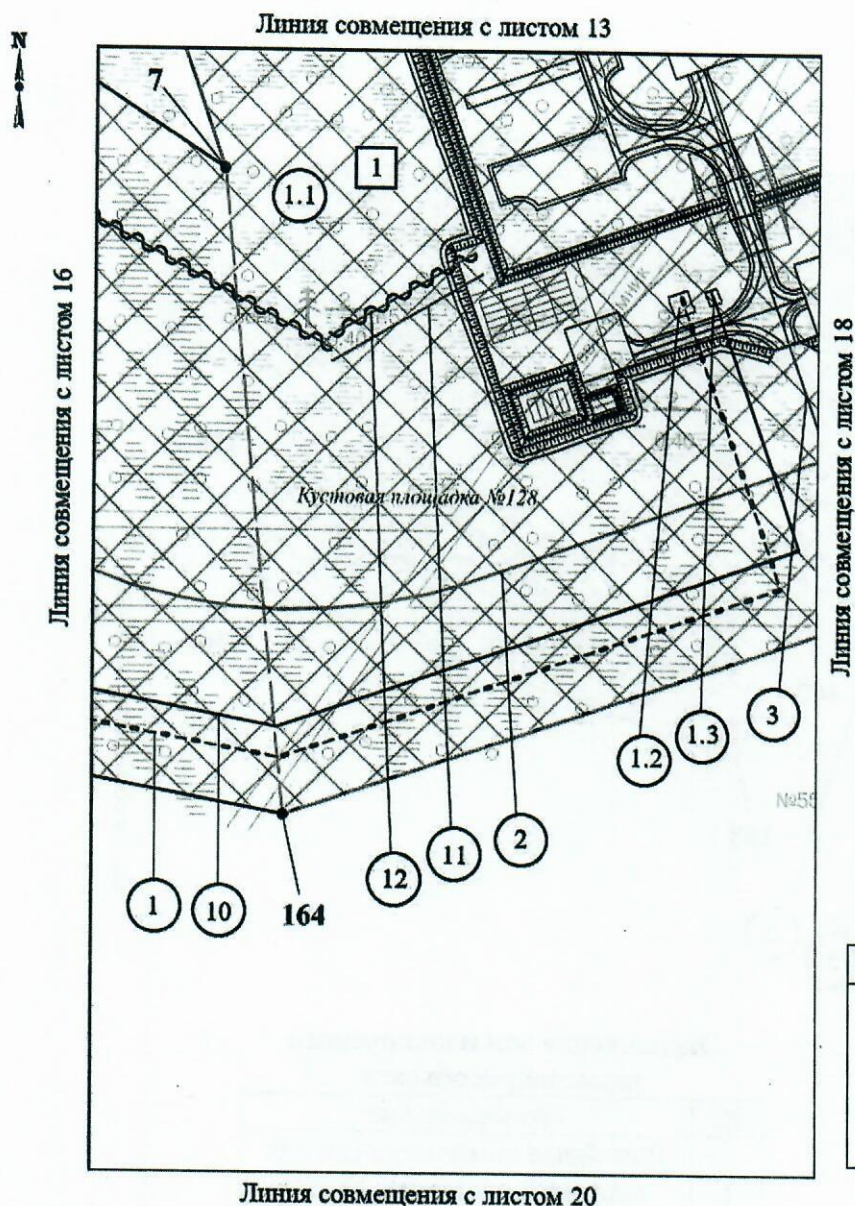 Линия совмещения с листом 13
N
7
1
1.1
Линия совмещения с листом 16
Линия совмещения с листом 18
Кустовая площадка №128
1.2
1.3
3
№55
2
11
12
1
10
164
Линия совмещения с листом 20